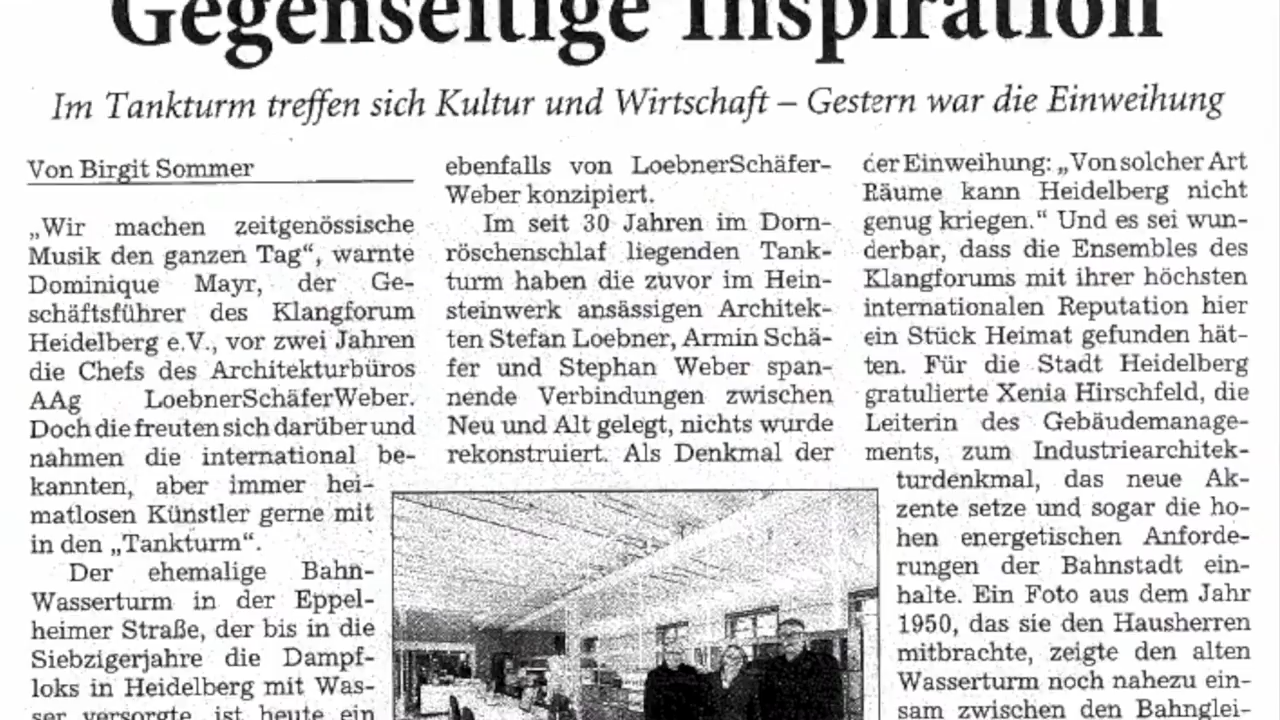 Gegenseitige Inspiration
Im Tankturm treffen sich Kultur und Wirtschaft – Gestern war die Einweihung
Von Birgit Sommer
„Wir machen zeitgenössische
Musik den ganzen Tag“, warnte
Dominique Mayr, der Ge-
schäftsführer des Klangforum
Heidelberg e.V., vor zwei Jahren
die Chefs des Architekturbüros
AAg LoebnerSchäferWeber.
Doch die freuten sich darüber und
nahmen die international be-
kannten, aber immer hei-
matlosen Künstler gerne mit
in den „Tankturm“.
Der ehemalige Bahn-
Wasserturm in der Eppel-
heimer Straße, der bis in die
Siebzigerjahre die Dampf-
loks in Heidelberg mit Was-
ser versorgte, ist heute ein
ebenfalls von LoebnerSchäfer-
Weber konzipiert.
Im seit 30 Jahren im Dorn-
röschenschlaf liegenden Tank-
turm haben die zuvor im Hein-
steinwerk ansässigen Architek-
ten Stefan Loebner, Armin Schä-
fer und Stephan Weber span-
nende Verbindungen zwischen
Neu und Alt gelegt, nichts wurde
rekonstruiert. Als Denkmal der
der Einweihung: „Von solcher Art
Räume kann Heidelberg nicht
genug kriegen.“ Und es sei wun-
derbar, dass die Ensembles des
Klangforums mit ihrer höchsten
internationalen Reputation hier
ein Stück Heimat gefunden hät-
ten. Für die Stadt Heidelberg
gratulierte Xenia Hirschfeld, die
Leiterin des Gebäudemanage-
ments, zum Industriearchitek-
turdenkmal, das neue Ak-
zente setze und sogar die ho-
hen energetischen Anforde-
rungen der Bahnstadt ein-
halte. Ein Foto aus dem Jahr
1950, das sie den Hausherren
mitbrachte, zeigte den alten
Wasserturm noch nahezu ein-
sam zwischen den Bahnglei-